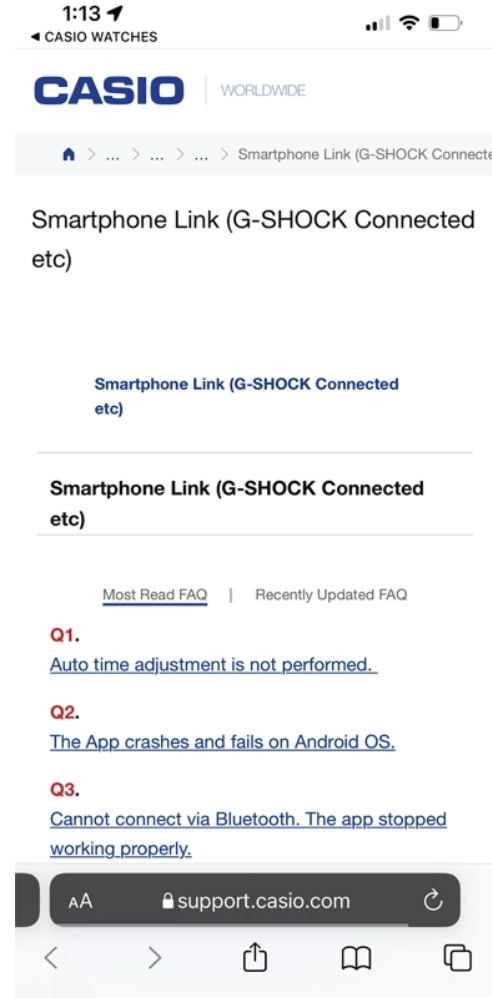 1:13
◀ CASIO WATCHES
CASIO WORLDWIDE
> ... > ... > ... > Smartphone Link (G-SHOCK Connecte
Smartphone Link (G-SHOCK Connected
etc)
Smartphone Link (G-SHOCK Connected
etc)
Smartphone Link (G-SHOCK Connected
etc)
Most Read FAQ | Recently Updated FAQ
Q1.
Auto time adjustment is not performed.
Q2.
The App crashes and fails on Android OS.
Q3.
Cannot connect via Bluetooth. The app stopped
working properly.
AA support.casio.com